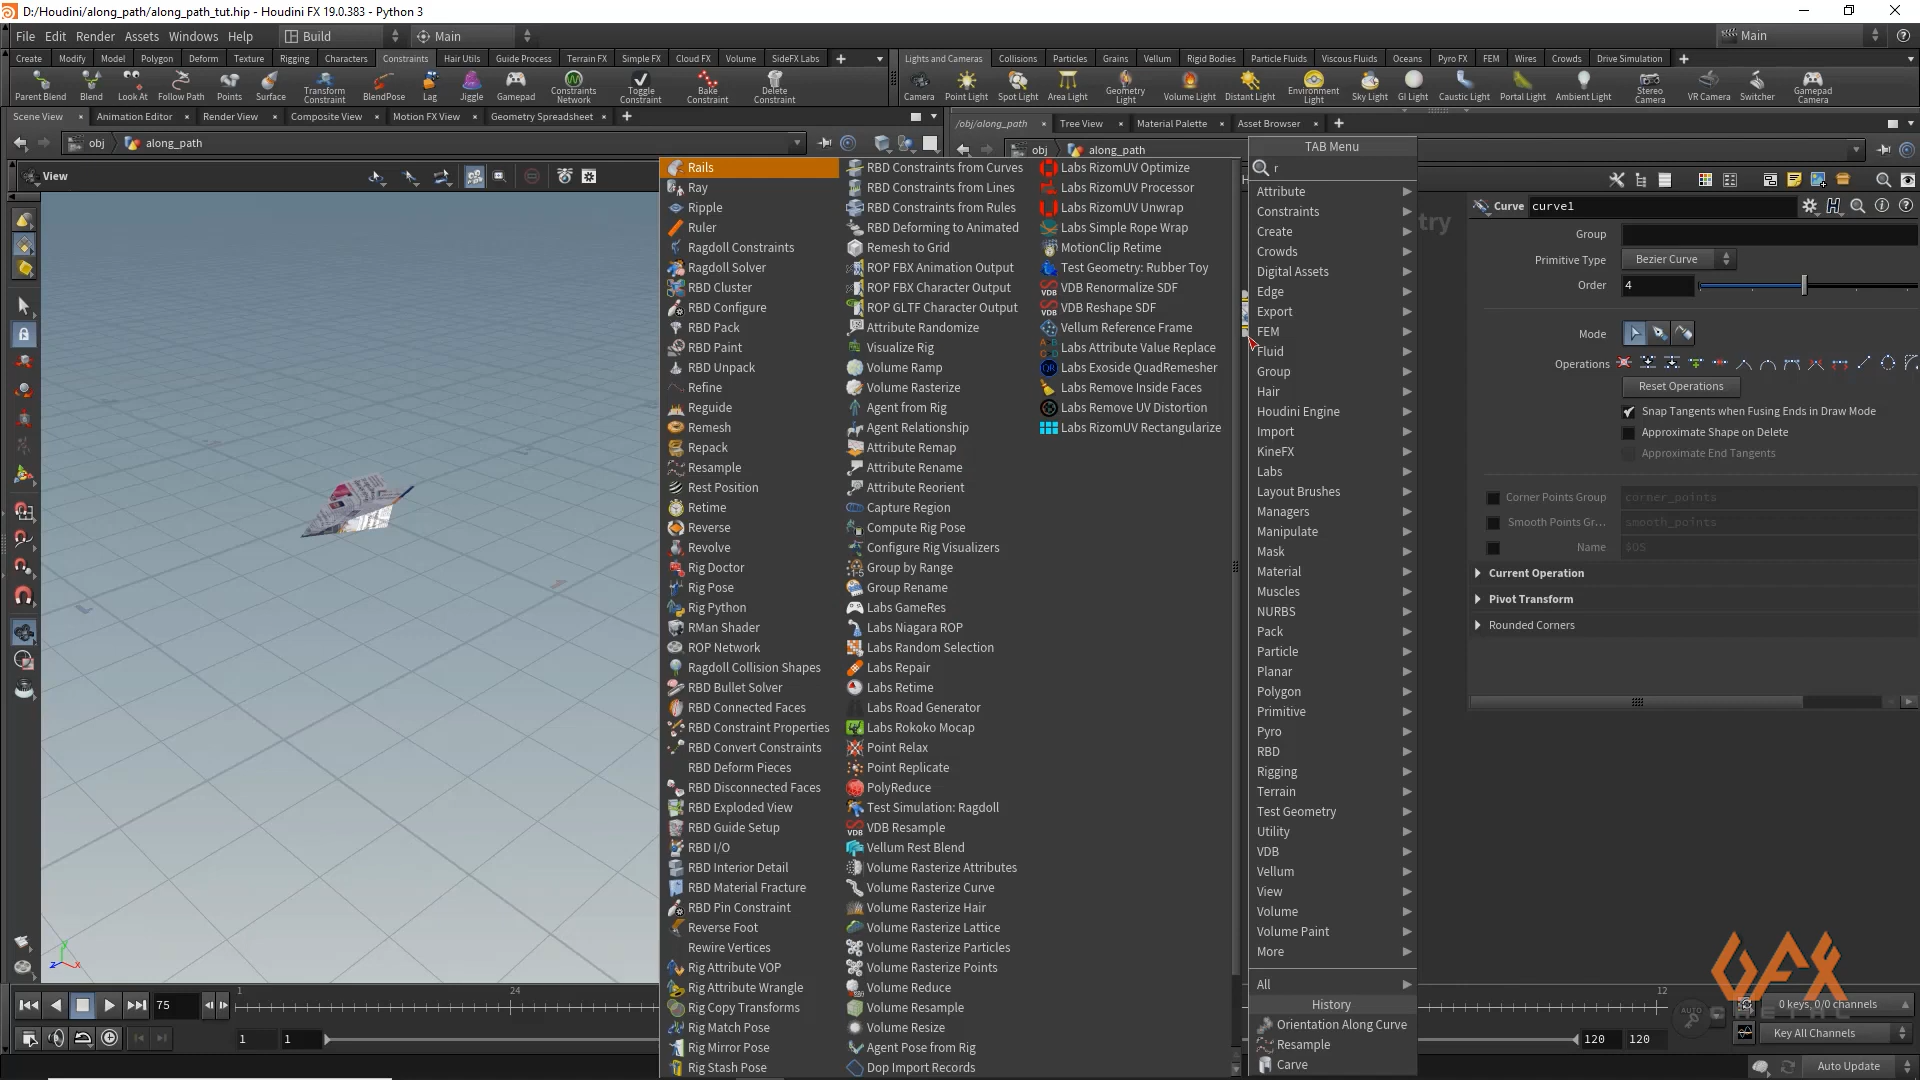 D:/Houdini/along_path/along_path_tut.hip - Houdini FX 19.0.383 - Python 3
File Edit Render Assets Windows Help Build Main Main
Create Modify Model Polygon Deform Texture Rigging Characters Constraints Hair Utils Guide Process Terrain FX Simple FX Cloud FX Volume SideFX Labs
Lights and Cameras Collisions Particles Grains Vellum Rigid Bodies Particle Fluids Viscous Fluids Oceans Pyro FX FEM Wires Crowds Drive Simulation
Parent Blend Blend Look At Follow Path Points Surface Transform Constraint BlendPose Lag Jiggle Gamepad Constraints Network Toggle Constraint Bake Constraint Delete Constraint
Camera Point Light Spot Light Area Light Geometry Light Volume Light Distant Light Environment Light Sky Light GI Light Caustic Light Portal Light Ambient Light Stereo Camera VR Camera Switcher Gamepad Camera
Scene View Animation Editor Render View Composite View Motion FX View Geometry Spreadsheet
/obj/along_path Tree View Material Palette Asset Browser
obj along_path
obj along_path
View
Rails
Ray
Ripple
Ruler
Ragdoll Constraints
Ragdoll Solver
RBD Cluster
RBD Configure
RBD Pack
RBD Paint
RBD Unpack
Refine
Reguide
Remesh
Repack
Resample
Rest Position
Retime
Reverse
Revolve
Rig Doctor
Rig Pose
Rig Python
RMan Shader
ROP Network
Ragdoll Collision Shapes
RBD Bullet Solver
RBD Connected Faces
RBD Constraint Properties
RBD Convert Constraints
RBD Deform Pieces
RBD Disconnected Faces
RBD Exploded View
RBD Guide Setup
RBD I/O
RBD Interior Detail
RBD Material Fracture
RBD Pin Constraint
Reverse Foot
Rewire Vertices
Rig Attribute VOP
Rig Attribute Wrangle
Rig Copy Transforms
Rig Match Pose
Rig Mirror Pose
Rig Stash Pose
RBD Constraints from Curves
RBD Constraints from Lines
RBD Constraints from Rules
RBD Deforming to Animated
Remesh to Grid
ROP FBX Animation Output
ROP FBX Character Output
ROP GLTF Character Output
Attribute Randomize
Visualize Rig
Volume Ramp
Volume Rasterize
Agent from Rig
Agent Relationship
Attribute Remap
Attribute Rename
Attribute Reorient
Capture Region
Compute Rig Pose
Configure Rig Visualizers
Group by Range
Group Rename
Labs GameRes
Labs Niagara ROP
Labs Random Selection
Labs Repair
Labs Retime
Labs Road Generator
Labs Rokoko Mocap
Point Relax
Point Replicate
PolyReduce
Test Simulation: Ragdoll
VDB Resample
Vellum Rest Blend
Volume Rasterize Attributes
Volume Rasterize Curve
Volume Rasterize Hair
Volume Rasterize Lattice
Volume Rasterize Particles
Volume Rasterize Points
Volume Reduce
Volume Resample
Volume Resize
Agent Pose from Rig
Dop Import Records
Labs RizomUV Optimize
Labs RizomUV Processor
Labs RizomUV Unwrap
Labs Simple Rope Wrap
MotionClip Retime
Test Geometry: Rubber Toy
VDB Renormalize SDF
VDB Reshape SDF
Vellum Reference Frame
Labs Attribute Value Replace
Labs Exoside QuadRemesher
Labs Remove Inside Faces
Labs Remove UV Distortion
Labs RizomUV Rectangularize
TAB Menu
r
Attribute
Constraints
Create
Crowds
Digital Assets
Edge
Export
FEM
Fluid
Group
Hair
Houdini Engine
Import
KineFX
Labs
Layout Brushes
Managers
Manipulate
Mask
Material
Muscles
NURBS
Pack
Particle
Planar
Polygon
Primitive
Pyro
RBD
Rigging
Terrain
Test Geometry
Utility
VDB
Vellum
View
Volume
Volume Paint
More
All
History
Orientation Along Curve
Resample
Carve
Curve curve1
Group
Primitive Type Bezier Curve
Order 4
Mode
Operations
Reset Operations
Snap Tangents when Fusing Ends in Draw Mode
Approximate Shape on Delete
Approximate End Tangents
Corner Points Group corner_points
Smooth Points Gr... smooth_points
Name $OS
Current Operation
Pivot Transform
Rounded Corners
75 1 24 12
1 1 120 120
GFX
0 keys, 0/0 channels
AUTO
Key All Channels
Auto Update